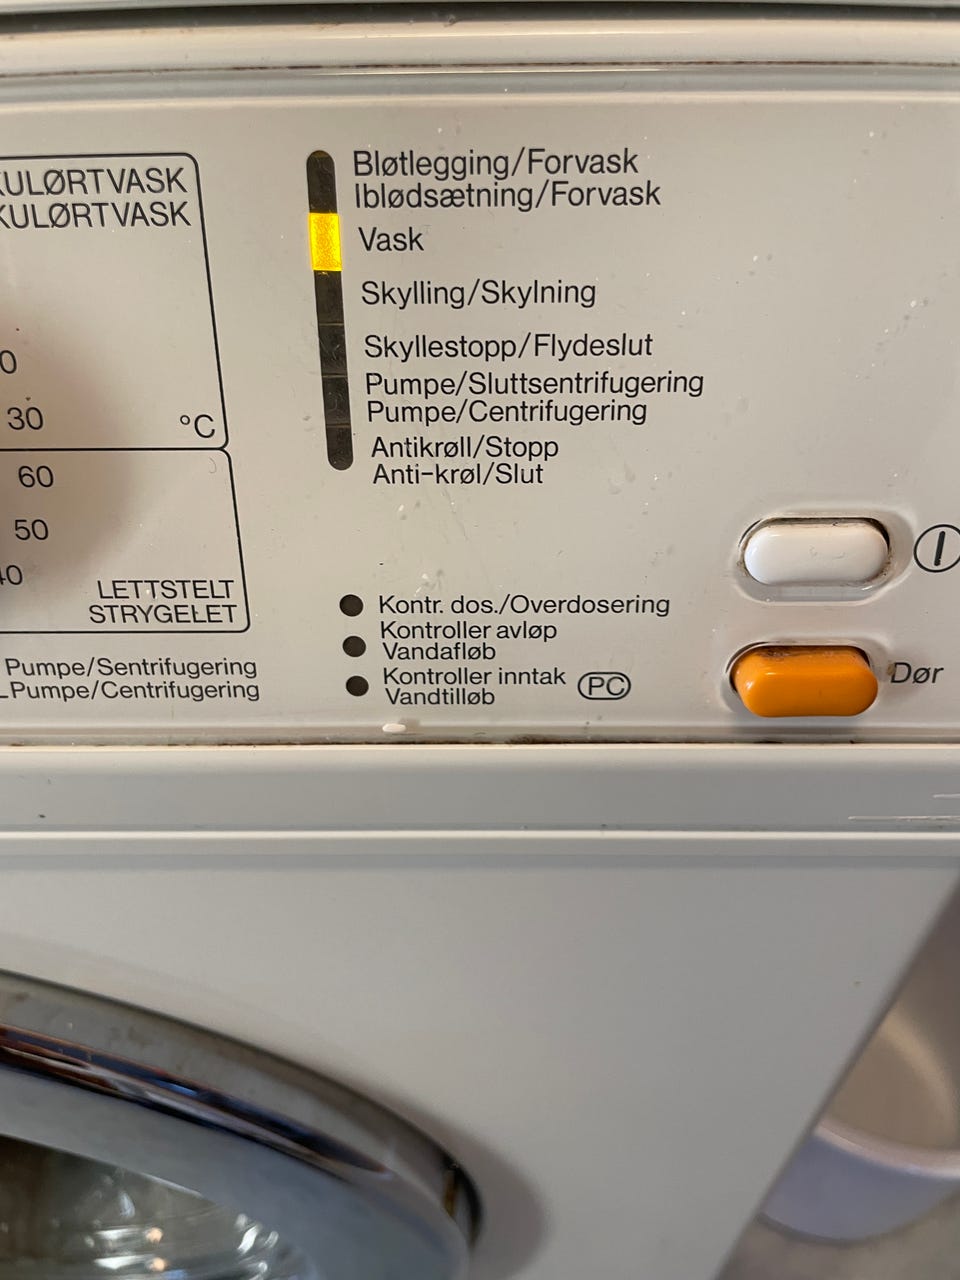 KULØRTVASK
KULØRTVASK
30
°C
60
50
40
LETTSTELT
STRYGELET
Pumpe/Sentrifugering
Pumpe/Centrifugering
Bløtlegging/Forvask
Iblødsætning/Forvask
Vask
Skylling/Skylning
Skyllestopp/Flydeslut
Pumpe/Sluttsentrifugering
Pumpe/Centrifugering
Antikrøll/Stopp
Anti-krøl/Slut
Kontr. dos./Overdosering
Kontroller avløp
Vandafløb
Kontroller inntak
Vandtilløb
PC
I
Dør